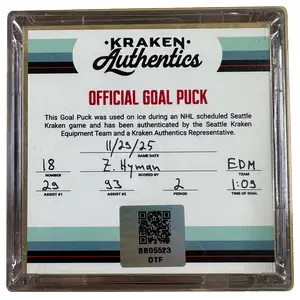 · KRAKEN ·
Authentics
OFFICIAL GOAL PUCK
This Goal Puck was used on ice during an NHL scheduled Seattle
Kraken game and has been authenticated by the Seattle Kraken
Equipment Team and a Kraken Authentics Representative.
11/29/25
GAME DATE
18 Z. Hyman EDM
NUMBER SCORED BY TEAM
29 93 2 1:09
ASSIST #1 ASSIST #2 PERIOD TIME OF GOAL
BB05523
DTF